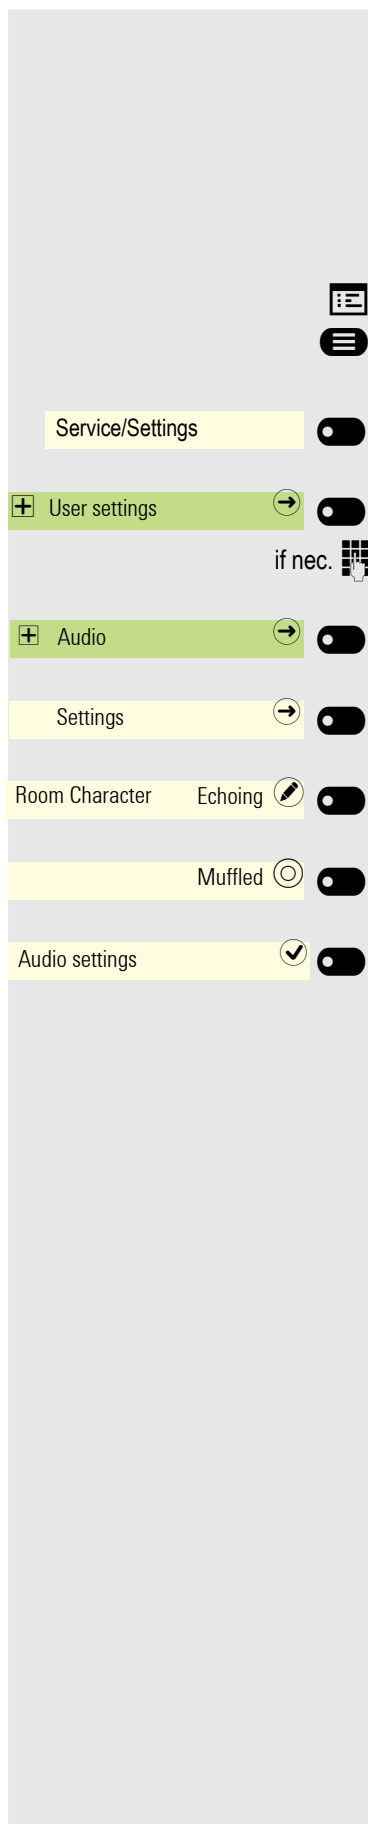 Service/Settings
User settings
if nec.
Audio
Settings
Room Character Echoing
Muffled
Audio settings